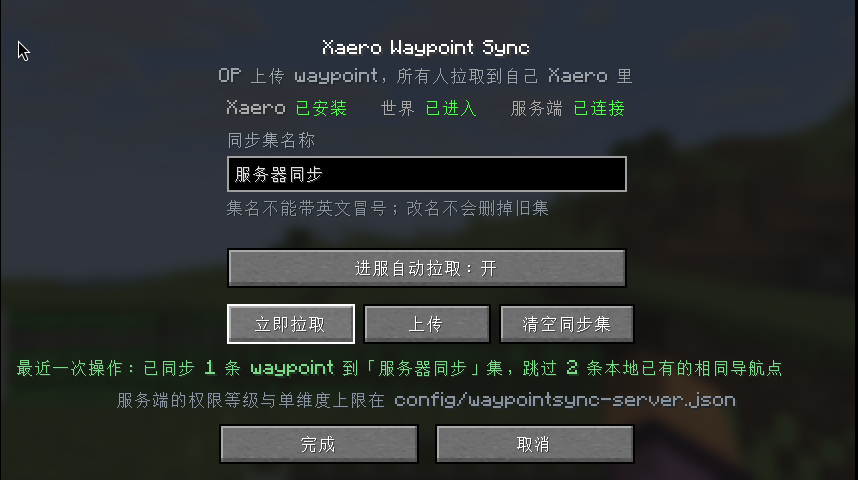 Xaero Waypoint Sync
OP 上传 waypoint，所有人拉取到自己 Xaero 里
Xaero 已安装 世界 已进入 服务端 已连接
同步集名称
服务器同步
集名不能带英文冒号；改名不会删掉旧集
进服自动拉取：开
立即拉取 上传 清空同步集
最近一次操作：已同步 1 条 waypoint 到「服务器同步」集，跳过 2 条本地已有的相同导航点
服务端的权限等级与单维度上限在 config/waypointsync-server.json
完成 取消